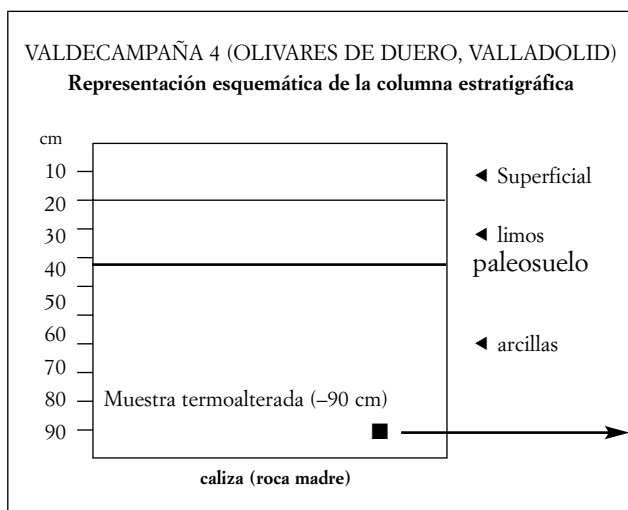 VALDECAMPAÑA 4 (OLIVARES DE DUERO, VALLADOLID)
Representación esquemática de la columna estratigráfica
cm
10
20
30
40
50
60
70
80
90
◄ Superficial
◄ limos
paleosuelo
◄ arcillas
Muestra termoalterada (–90 cm)
caliza (roca madre)